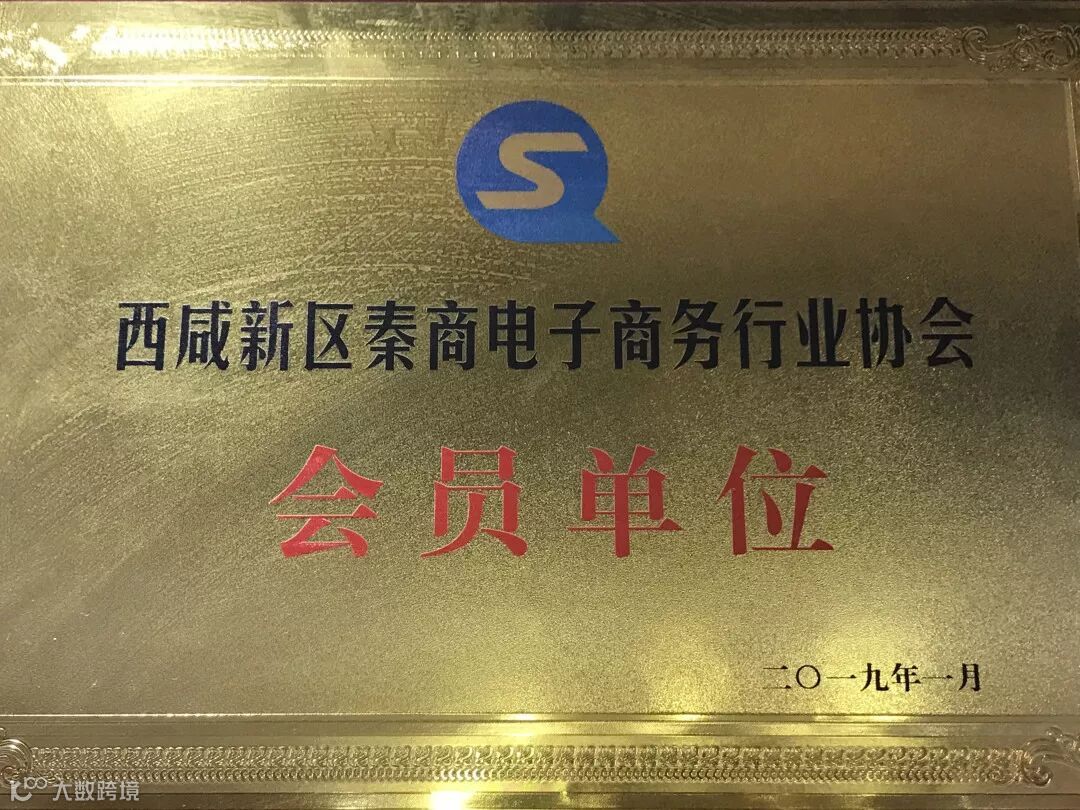 S
西咸新区秦商电子商务行业协会
会员单位
二〇一九年一月
大数跨境